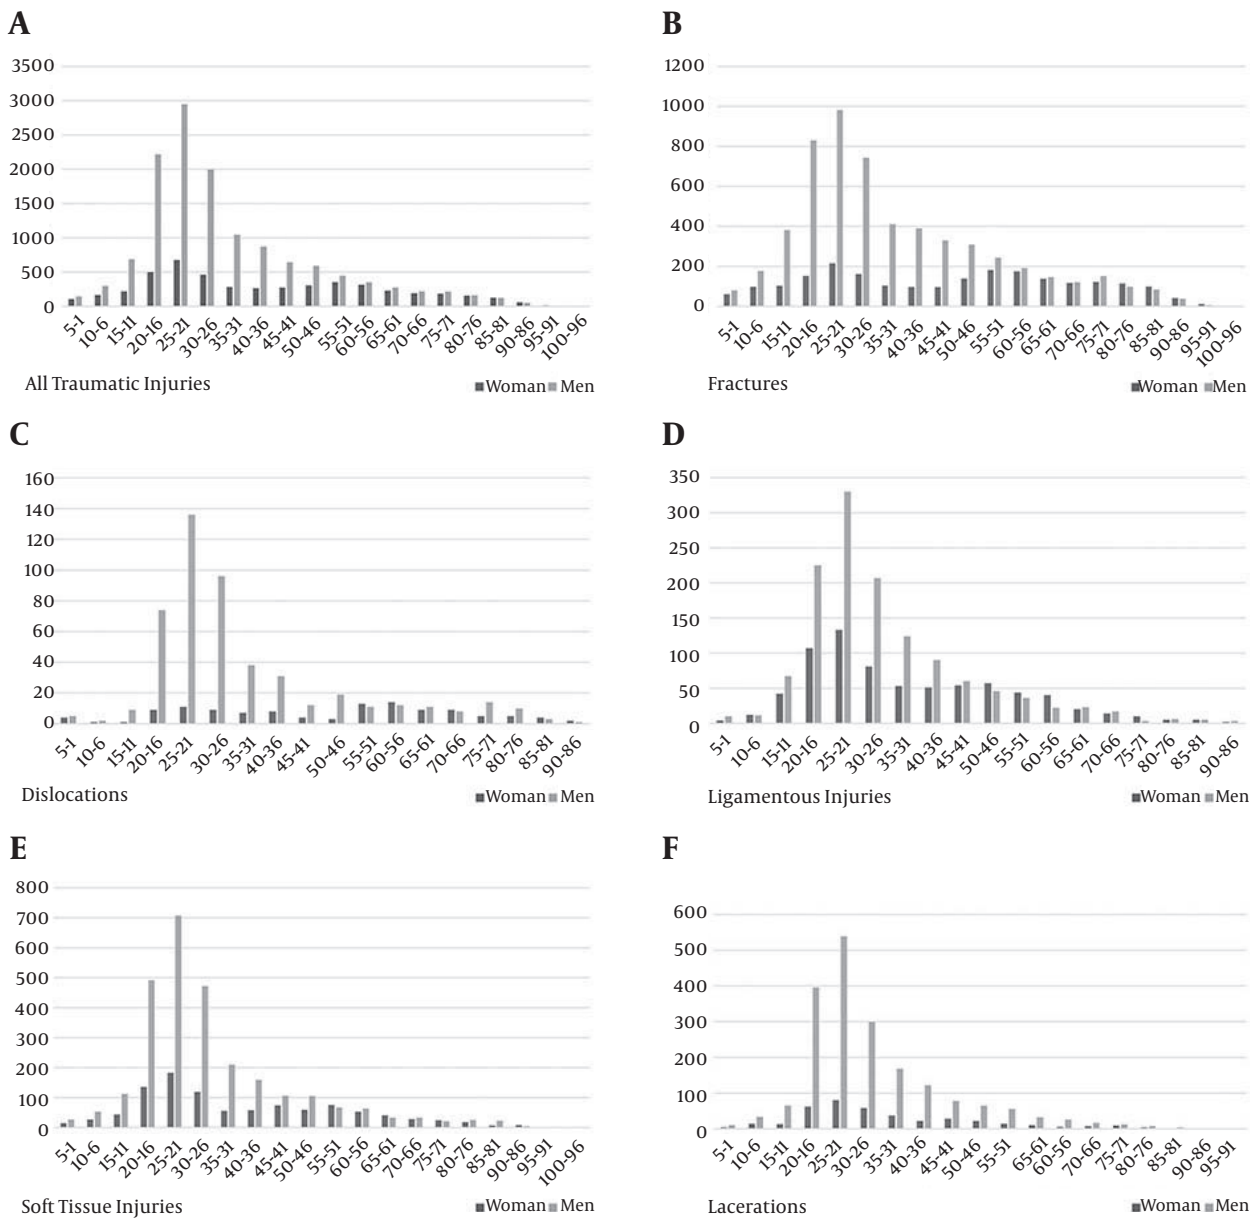 A
3500
3000
2500
2000
1500
1000
500
0
5-1 10-6 15-11 20-16 25-21 30-26 35-31 40-36 45-41 50-46 55-51 60-56 65-61 70-66 75-71 80-76 85-81 90-86 95-91 100-96
All Traumatic Injuries Woman Men
B
1200
1000
800
600
400
200
0
5-1 10-6 15-11 20-16 25-21 30-26 35-31 40-36 45-41 50-46 55-51 60-56 65-61 70-66 75-71 80-76 85-81 90-86 95-91 100-96
Fractures Woman Men
C
160
140
120
100
80
60
40
20
0
5-1 10-6 15-11 20-16 25-21 30-26 35-31 40-36 45-41 50-46 55-51 60-56 65-61 70-66 75-71 80-76 85-81 90-86
Dislocations Woman Men
D
350
300
250
200
150
100
50
0
5-1 10-6 15-11 20-16 25-21 30-26 35-31 40-36 45-41 50-46 55-51 60-56 65-61 70-66 75-71 80-76 85-81 90-86
Ligamentous Injuries Woman Men
E
800
700
600
500
400
300
200
100
0
5-1 10-6 15-11 20-16 25-21 30-26 35-31 40-36 45-41 50-46 55-51 60-56 65-61 70-66 75-71 80-76 85-81 90-86 95-91 100-96
Soft Tissue Injuries Woman Men
F
600
500
400
300
200
100
0
5-1 10-6 15-11 20-16 25-21 30-26 35-31 40-36 45-41 50-46 55-51 65-61 60-56 70-66 75-71 80-76 85-81 90-86 95-91
Lacerations Woman Men